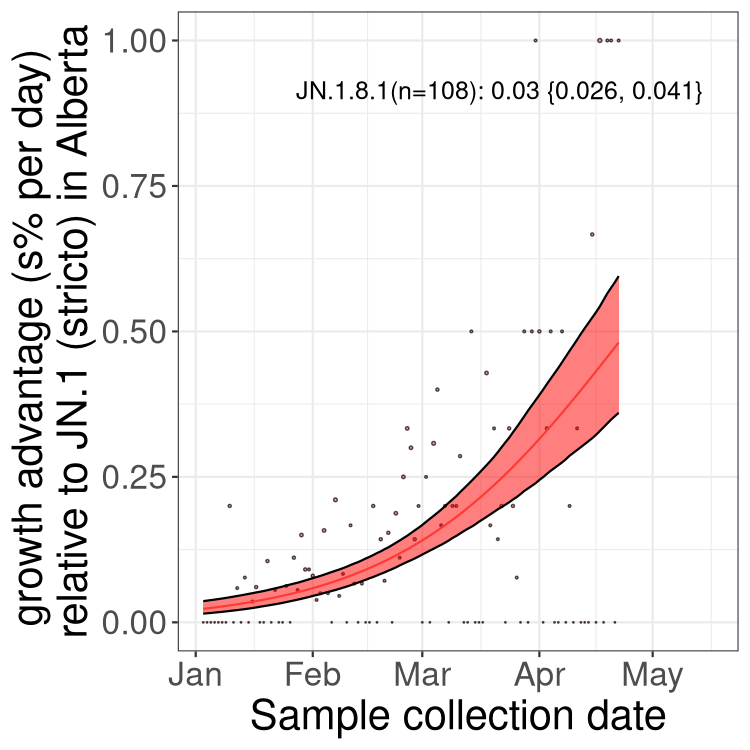 growth advantage (s% per day)
relative to JN.1 (stricto) in Alberta
1.00
0.75
0.50
0.25
0.00
JN.1.8.1(n=108): 0.03 {0.026, 0.041}
Jan Feb Mar Apr May
Sample collection date